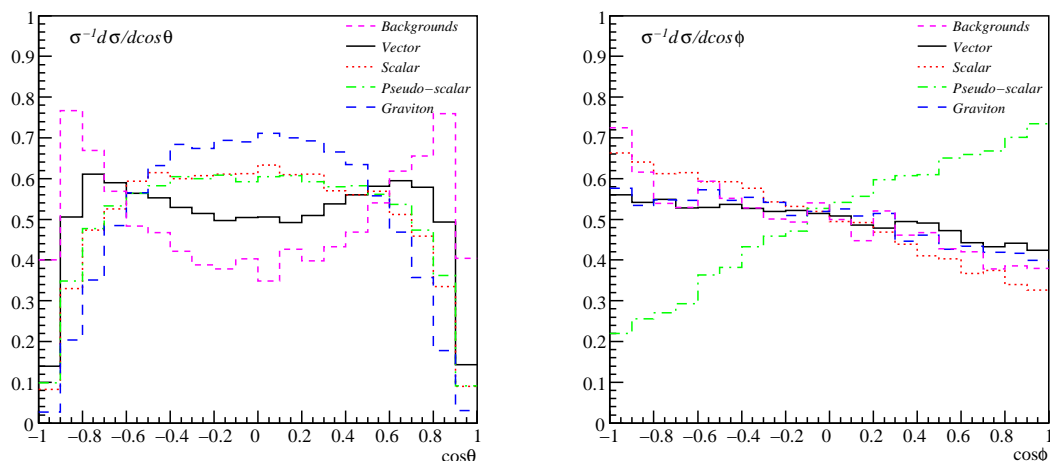 σ⁻¹dσ/dcosθ
Backgrounds
Vector
Scalar
Pseudo−scalar
Graviton
1
0.9
0.8
0.7
0.6
0.5
0.4
0.3
0.2
0.1
0
−1 −0.8 −0.6 −0.4 −0.2 0 0.2 0.4 0.6 0.8 1
cosθ
σ⁻¹dσ/dcosϕ
Backgrounds
Vector
Scalar
Pseudo−scalar
Graviton
1
0.9
0.8
0.7
0.6
0.5
0.4
0.3
0.2
0.1
0
−1 −0.8 −0.6 −0.4 −0.2 0 0.2 0.4 0.6 0.8 1
cosϕ